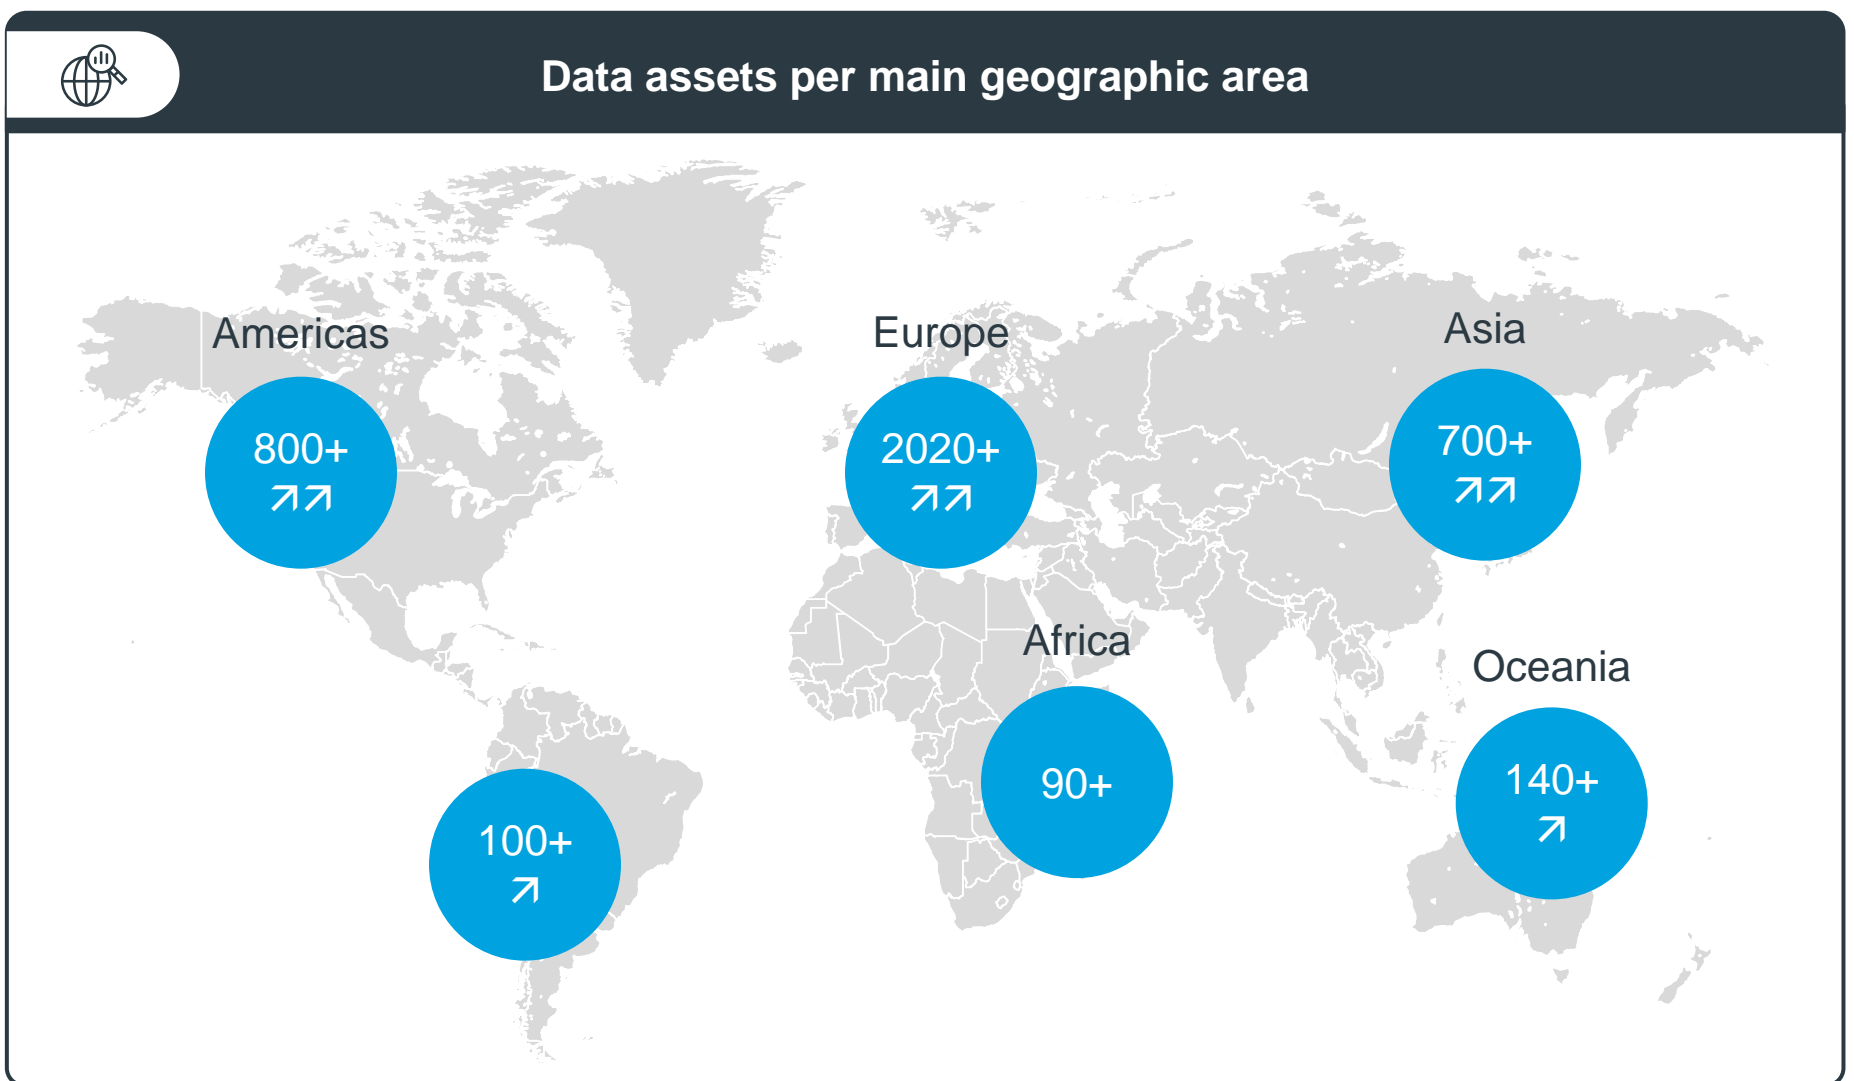 Data assets per main geographic area
Americas
800+
↗↗
Europe
2020+
↗↗
Asia
700+
↗↗
Africa
90+
Oceania
140+
↗
100+
↗